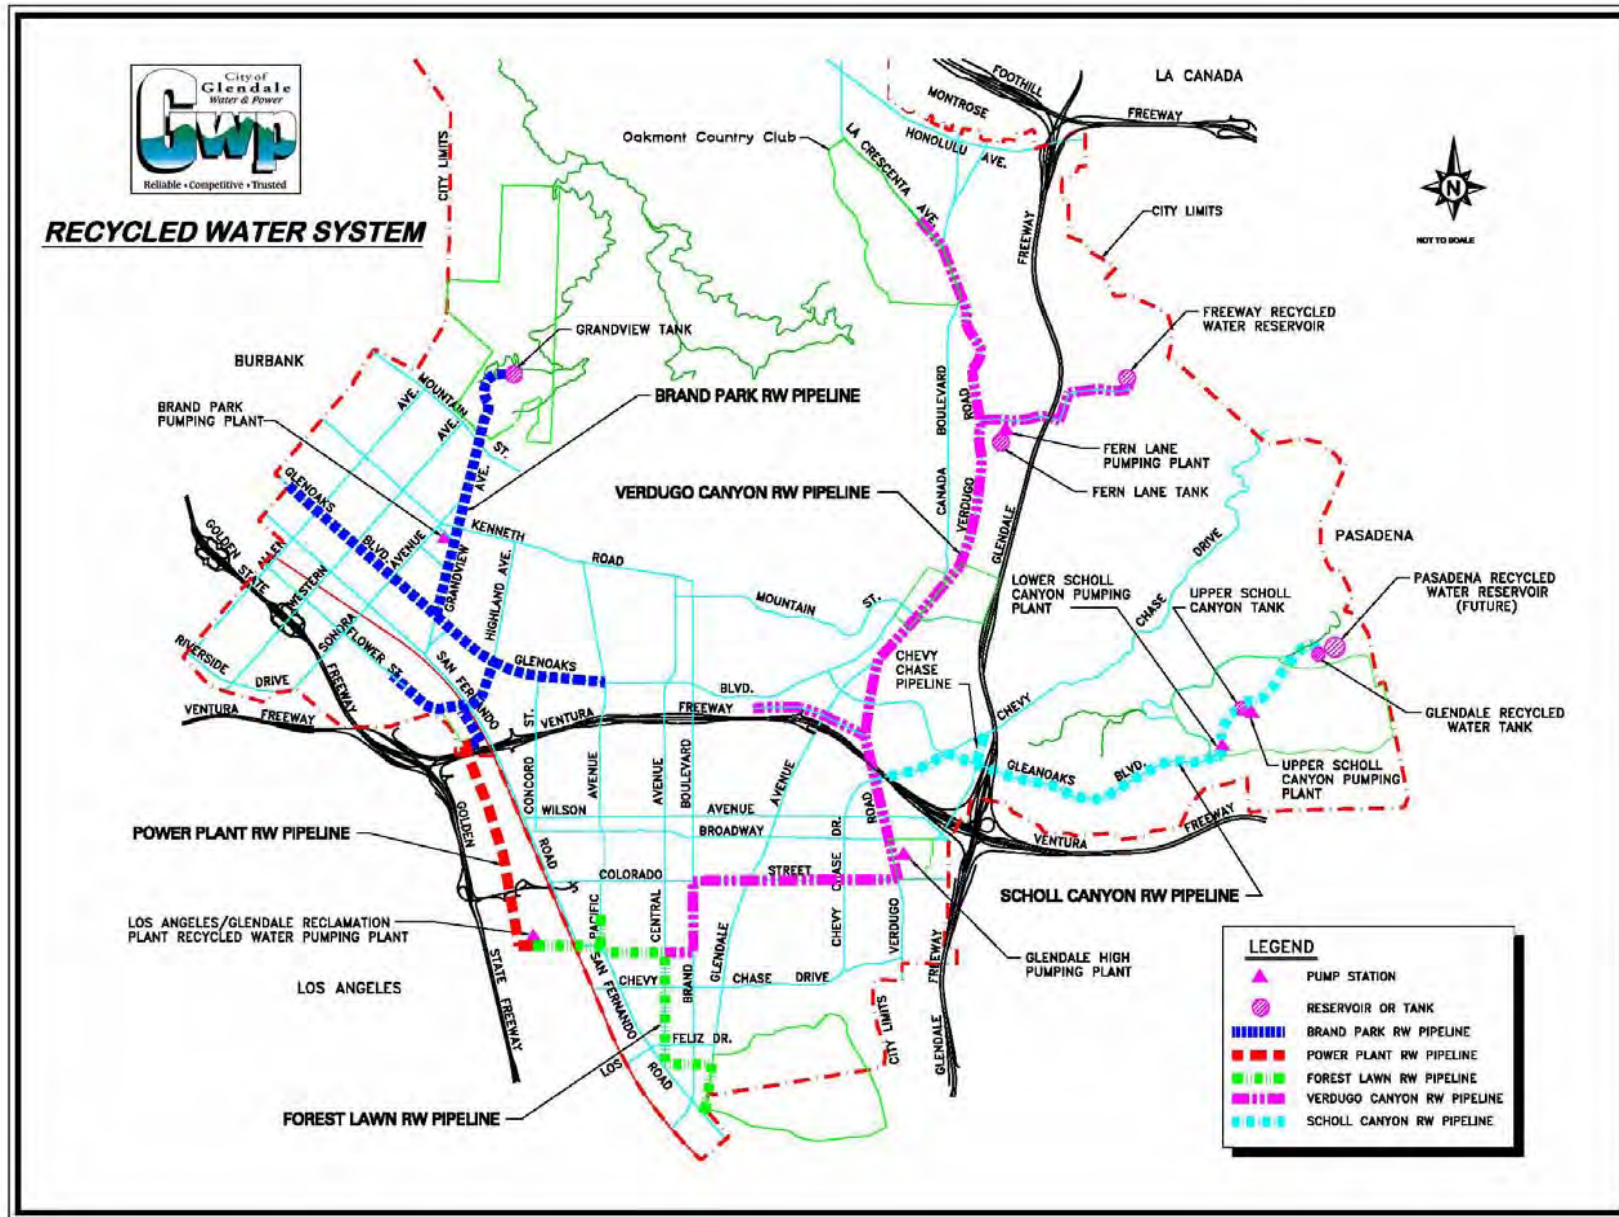 City of
Glendale
Water & Power
GWP
Reliable • Competitive • Trusted
RECYCLED WATER SYSTEM
CITY LIMITS
Oakmont Country Club
LA CRESCENTA
AVE.
MONTROSE
HONOLULU AVE.
FOOTHILL
FREEWAY
LA CANADA
FREEWAY
CITY LIMITS
N
NOT TO SCALE
BURBANK
GRANDVIEW TANK
BRAND PARK RW PIPELINE
FREEWAY RECYCLED
WATER RESERVOIR
BRAND PARK
PUMPING PLANT
MOUNTAIN
ST.
AVE.
AVE.
AVE.
BOULEVARD
ROAD
FERN LANE
PUMPING PLANT
FERN LANE TANK
VERDUGO CANYON RW PIPELINE
CANADA
VERDUGO
GLENDALE
GLENOAKS
BLVD.
AVENUE
KENNETH
ROAD
GOLDEN
STATE
ALLEN
WESTERN
SONORA
GRANDVIEW
HIGHLAND AVE.
MOUNTAIN
ST.
DRIVE
CHASE
CHEVY
PASADENA
LOWER SCHOLL
CANYON PUMPING
PLANT
UPPER SCHOLL
CANYON TANK
PASADENA RECYCLED
WATER RESERVOIR
(FUTURE)
RIVERSIDE
DRIVE
FLOWER ST.
SAN FERNANDO
FREEWAY
GLENOAKS
BLVD.
CHEVY
CHASE
PIPELINE
VENTURA
FREEWAY
ST.
VENTURA
FREEWAY
GLENDALE RECYCLED
WATER TANK
GLEANOAKS
BLVD.
UPPER SCHOLL
CANYON PUMPING
PLANT
GOLDEN
CONCORD
AVENUE
AVENUE
BOULEVARD
AVENUE
WILSON
AVENUE
BROADWAY
DR.
ROAD
VENTURA
FREEWAY
POWER PLANT RW PIPELINE
ROAD
COLORADO
STREET
CHASE
SCHOLL CANYON RW PIPELINE
LOS ANGELES/GLENDALE RECLAMATION
PLANT RECYCLED WATER PUMPING PLANT
PACIFIC
CENTRAL
BRAND
GLENDALE
CHEVY
VERDUGO
FREEWAY
GLENDALE HIGH
PUMPING PLANT
LOS ANGELES
STATE FREEWAY
SAN FERNANDO
CHEVY
CHASE
DRIVE
CITY LIMITS
GLENDALE
LOS
FELIZ DR.
ROAD
FOREST LAWN RW PIPELINE
LEGEND
PUMP STATION
RESERVOIR OR TANK
BRAND PARK RW PIPELINE
POWER PLANT RW PIPELINE
FOREST LAWN RW PIPELINE
VERDUGO CANYON RW PIPELINE
SCHOLL CANYON RW PIPELINE